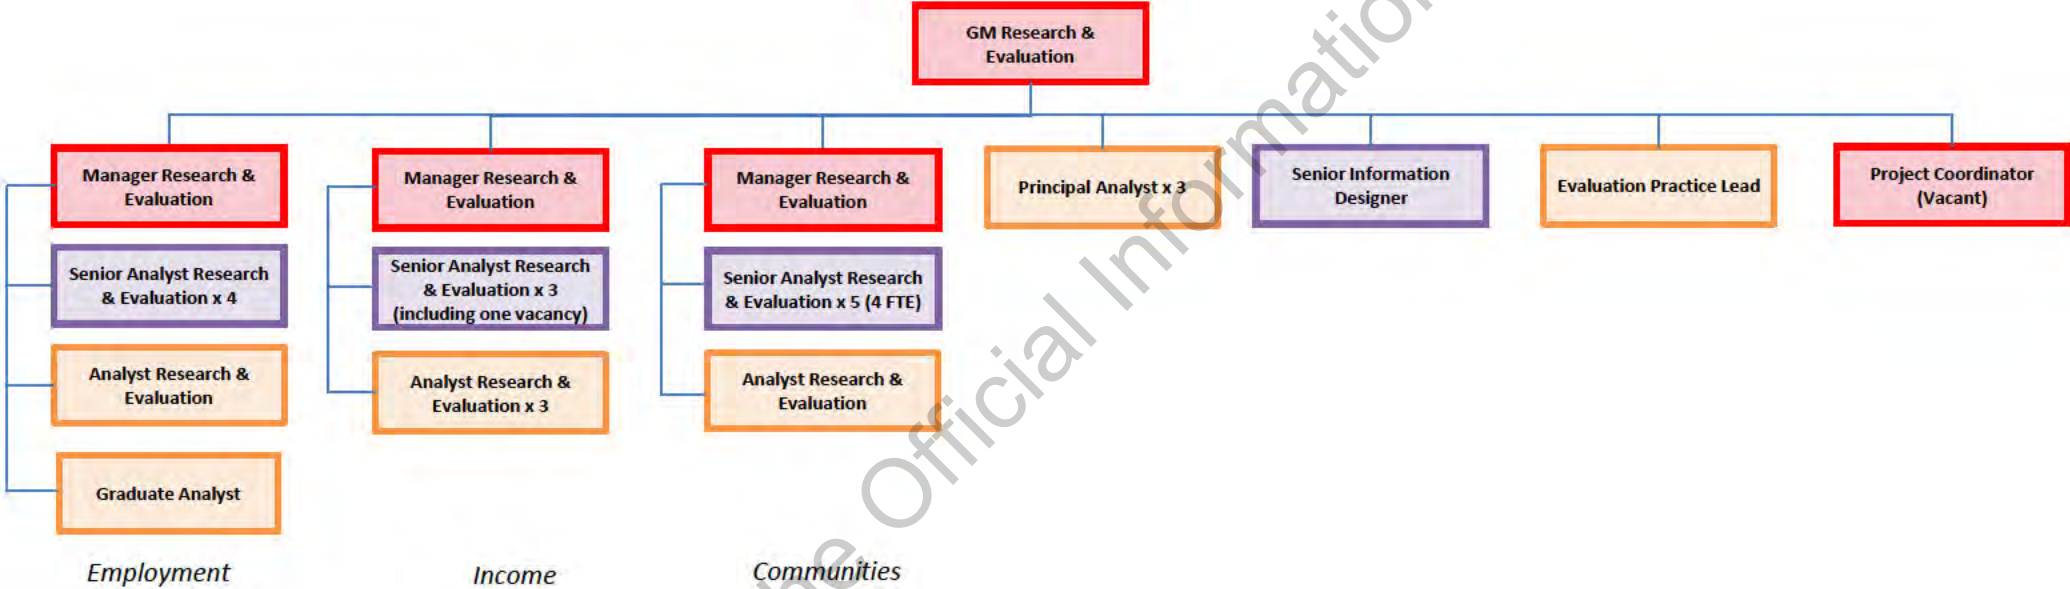 GM Research &
Evaluation
Manager Research &
Evaluation
Manager Research &
Evaluation
Manager Research &
Evaluation
Principal Analyst x 3
Senior Information
Designer
Evaluation Practice Lead
Project Coordinator
(Vacant)
Senior Analyst Research
& Evaluation x 4
Senior Analyst Research
& Evaluation x 3
(including one vacancy)
Senior Analyst Research
& Evaluation x 5 (4 FTE)
Analyst Research &
Evaluation
Analyst Research &
Evaluation x 3
Analyst Research &
Evaluation
Graduate Analyst
Employment
Income
Communities
he Official Information